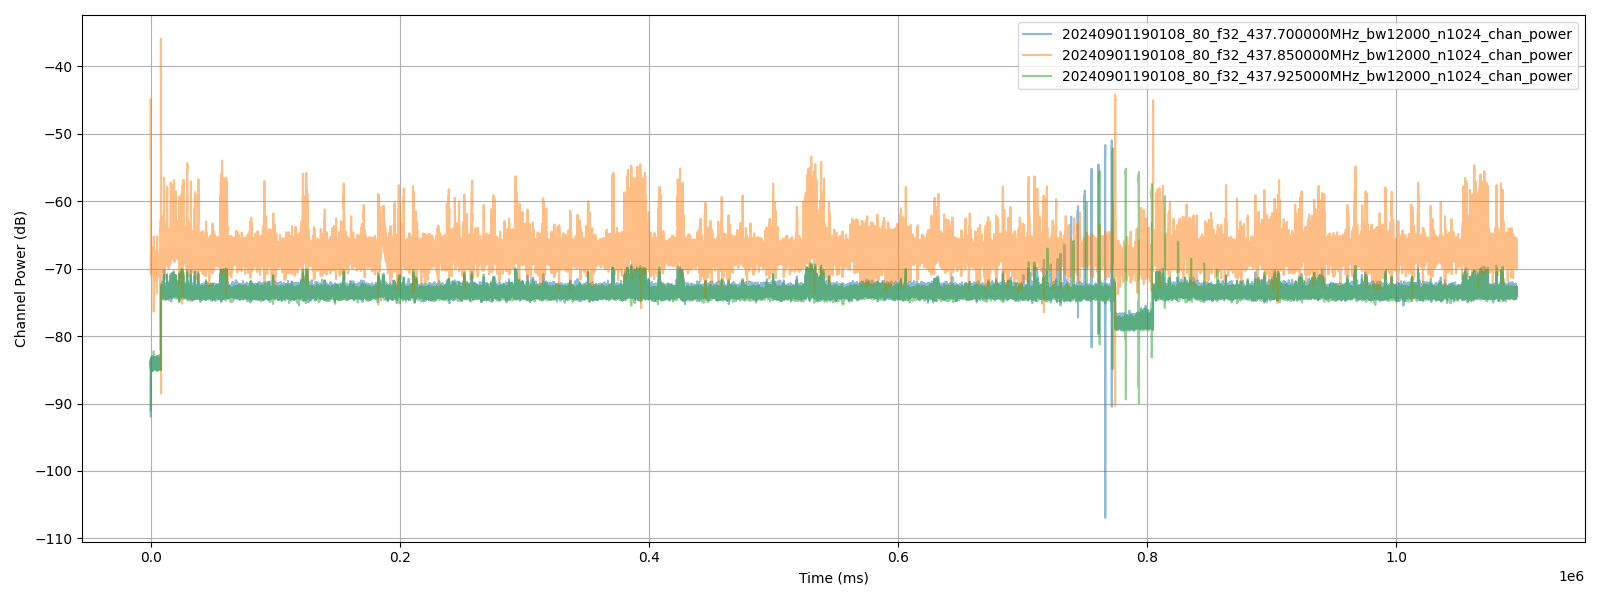 20240901190108_80_f32_437.700000MHz_bw12000_n1024_chan_power
20240901190108_80_f32_437.850000MHz_bw12000_n1024_chan_power
20240901190108_80_f32_437.925000MHz_bw12000_n1024_chan_power
Channel Power (dB)
−40
−50
−60
−70
−80
−90
−100
−110
0.0 0.2 0.4 0.6 0.8 1.0
Time (ms)
1e6